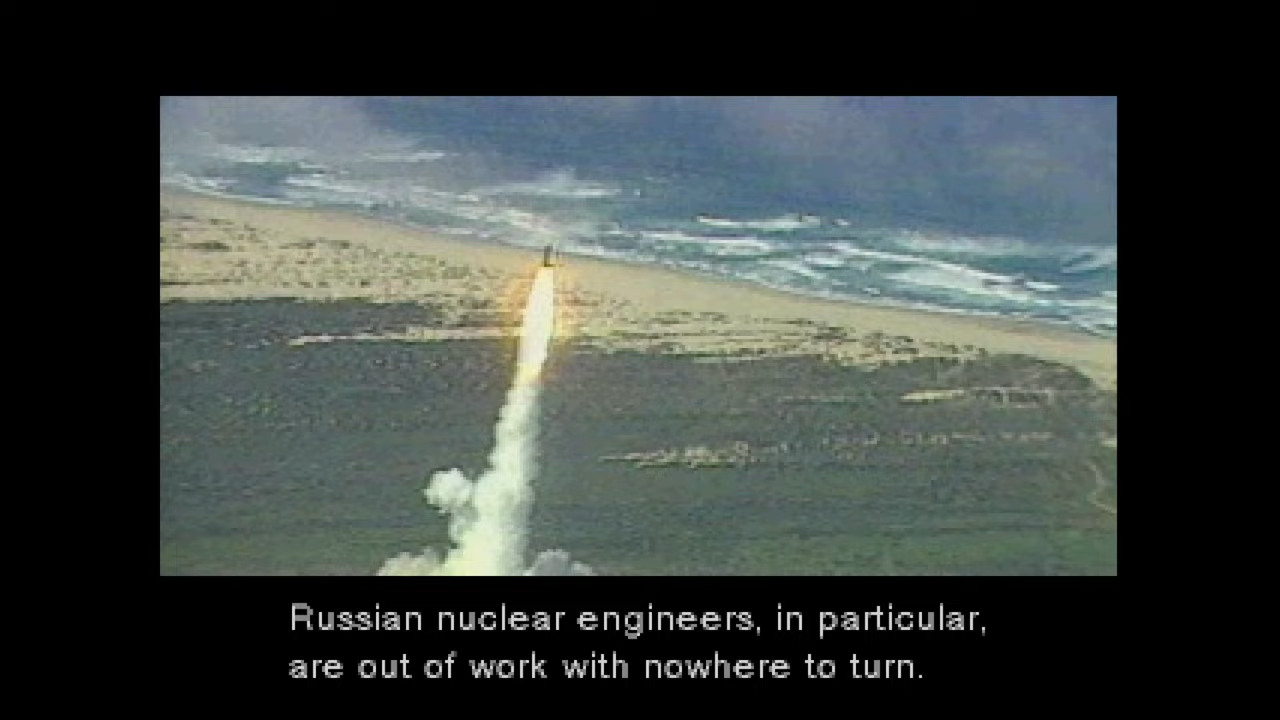 Russian nuclear engineers, in particular,
are out of work with nowhere to turn.